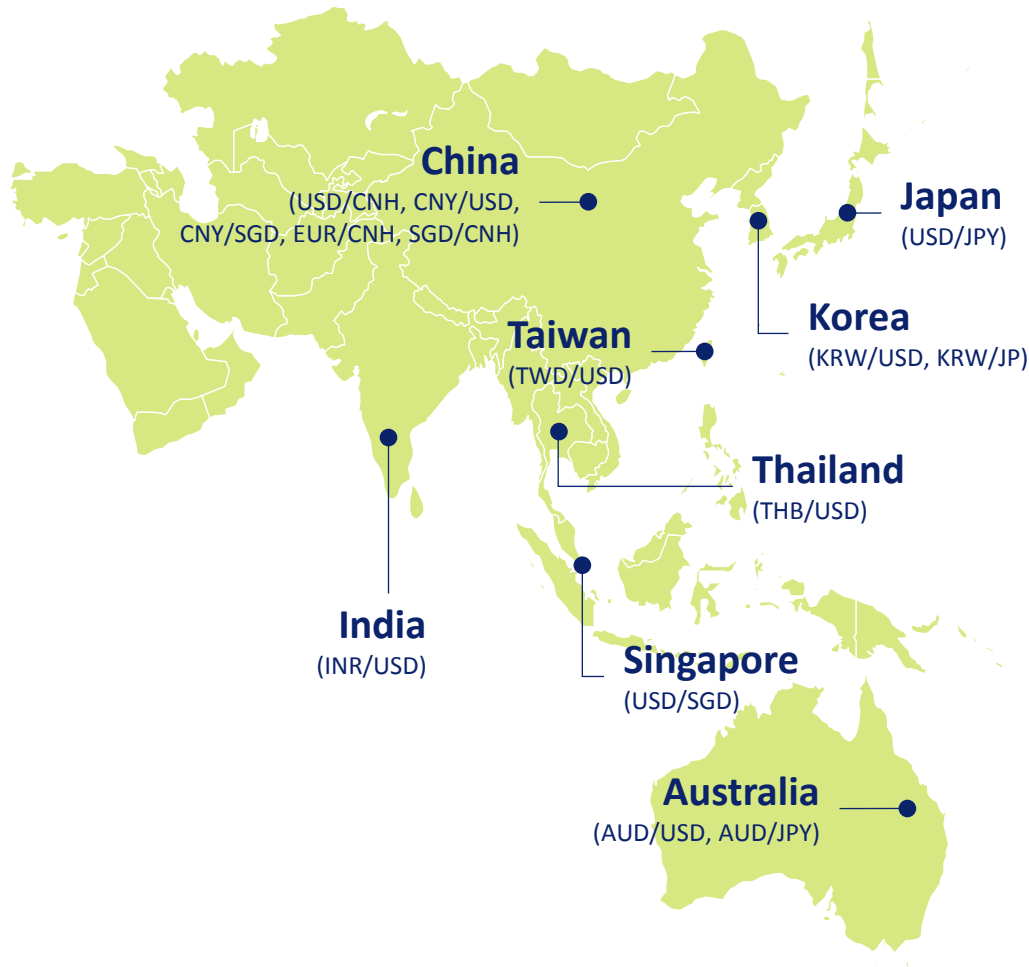 China
(USD/CNH, CNY/USD,
CNY/SGD, EUR/CNH, SGD/CNH)
Japan
(USD/JPY)
Korea
(KRW/USD, KRW/JP)
Taiwan
(TWD/USD)
Thailand
(THB/USD)
India
(INR/USD)
Singapore
(USD/SGD)
Australia
(AUD/USD, AUD/JPY)